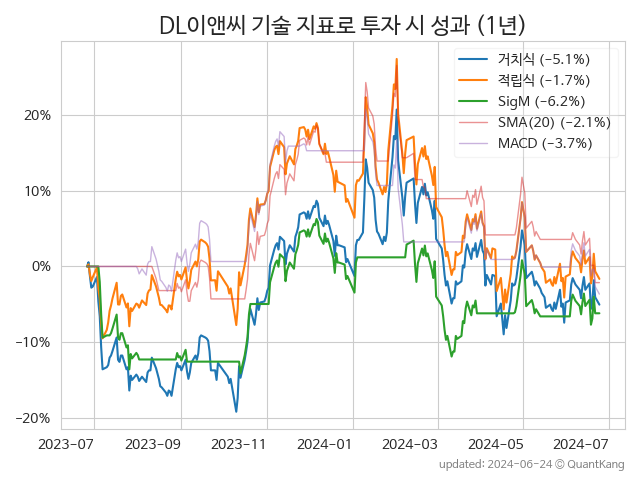 DL이앤씨 기술 지표로 투자 시 성과 (1년)
거치식 (−5.1%)
적립식 (−1.7%)
SigM (−6.2%)
SMA(20) (−2.1%)
MACD (−3.7%)
20%
10%
0%
−10%
−20%
2023-07 2023-09 2023-11 2024-01 2024-03 2024-05 2024-07
updated: 2024-06-24 ⓒ QuantKang